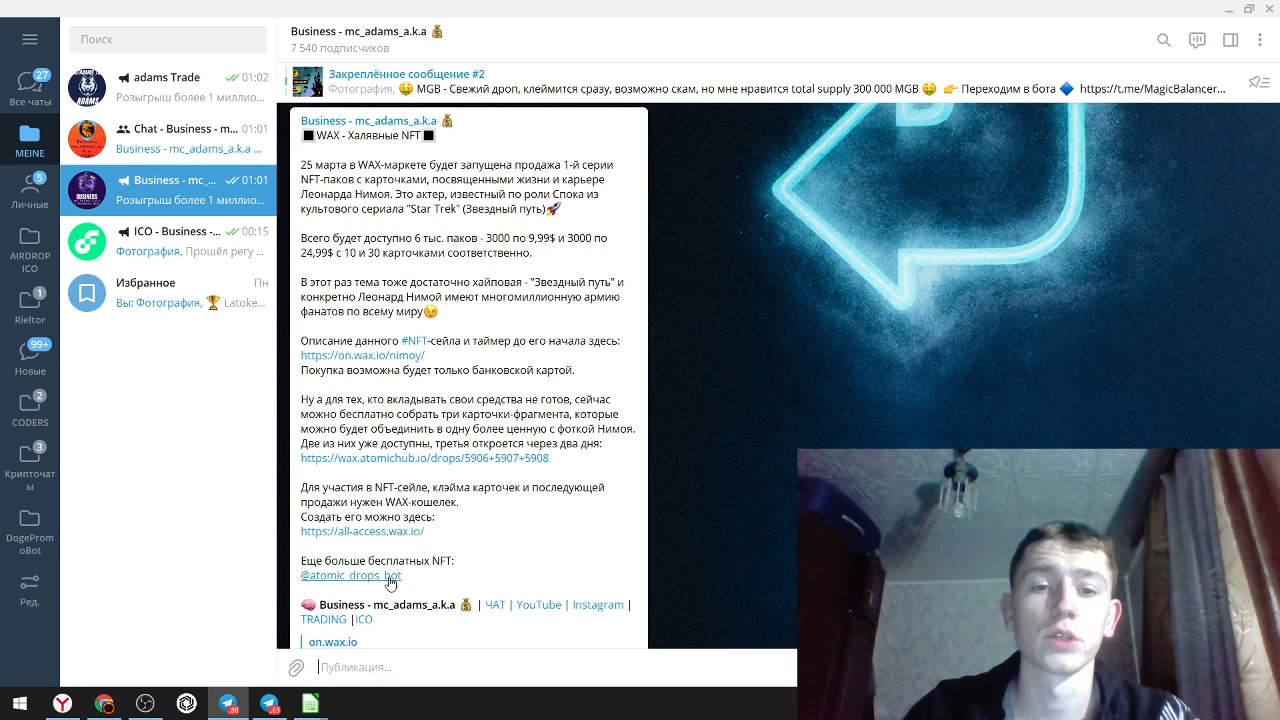 Поиск
27
Все чаты
MEINE
5
Личные
AIRDROP
ICO
1
Rieltor
99+
Новые
2
CODERS
3
Крипточат
ы
DogePromo
oBot
Ред.
adams Trade 01:02
Розыгрыш более 1 миллио...
Chat - Business - m... 01:01
Business - mc_adams_a.k.a ...
Business - mc_... 01:01
Розыгрыш более 1 миллио...
ICO - Business -... 00:15
Фотография, Прошёл регу ...
Избранное Пн
Вы: Фотография, 🏆 Latoke...
Business - mc_adams_a.k.a 💰
7 540 подписчиков
Закреплённое сообщение #2
Фотография, 🤑 MGB - Свежий дроп, клеймится сразу, возможно скам, но мне нравится total supply 300 000 MGB 🤑 👉 Переходим в бота 🔷 https://t.me/MagicBalancer...
Business - mc_adams_a.k.a 💰
🔳 WAX - Халявные NFT 🔳
25 марта в WAX-маркете будет запущена продажа 1-й серии
NFT-паков с карточками, посвященными жизни и карьере
Леонарда Нимоя. Это актер, известный по роли Спока из
культового сериала "Star Trek" (Звездный путь)🚀
Всего будет доступно 6 тыс. паков - 3000 по 9,99$ и 3000 по
24,99$ с 10 и 30 карточками соответственно.
В этот раз тема тоже достаточно хайповая - "Звездный путь" и
конкретно Леонард Нимой имеют многомиллионную армию
фанатов по всему миру😉
Описание данного #NFT-сейла и таймер до его начала здесь:
https://on.wax.io/nimoy/
Покупка возможна будет только банковской картой.
Ну а для тех, кто вкладывать свои средства не готов, сейчас
можно бесплатно собрать три карточки-фрагмента, которые
можно будет объединить в одну более ценную с фоткой Нимоя.
Две из них уже доступны, третья откроется через два дня:
https://wax.atomichub.io/drops/5906+5907+5908
Для участия в NFT-сейле, клэйма карточек и последующей
продажи нужен WAX-кошелек.
Создать его можно здесь:
https://all-access.wax.io/
Еще больше бесплатных NFT:
@atomic_drops_bot
🧠 Business - mc_adams_a.k.a 💰 | ЧАТ | YouTube | Instagram |
TRADING |ICO
on.wax.io
Публикация...
88
69